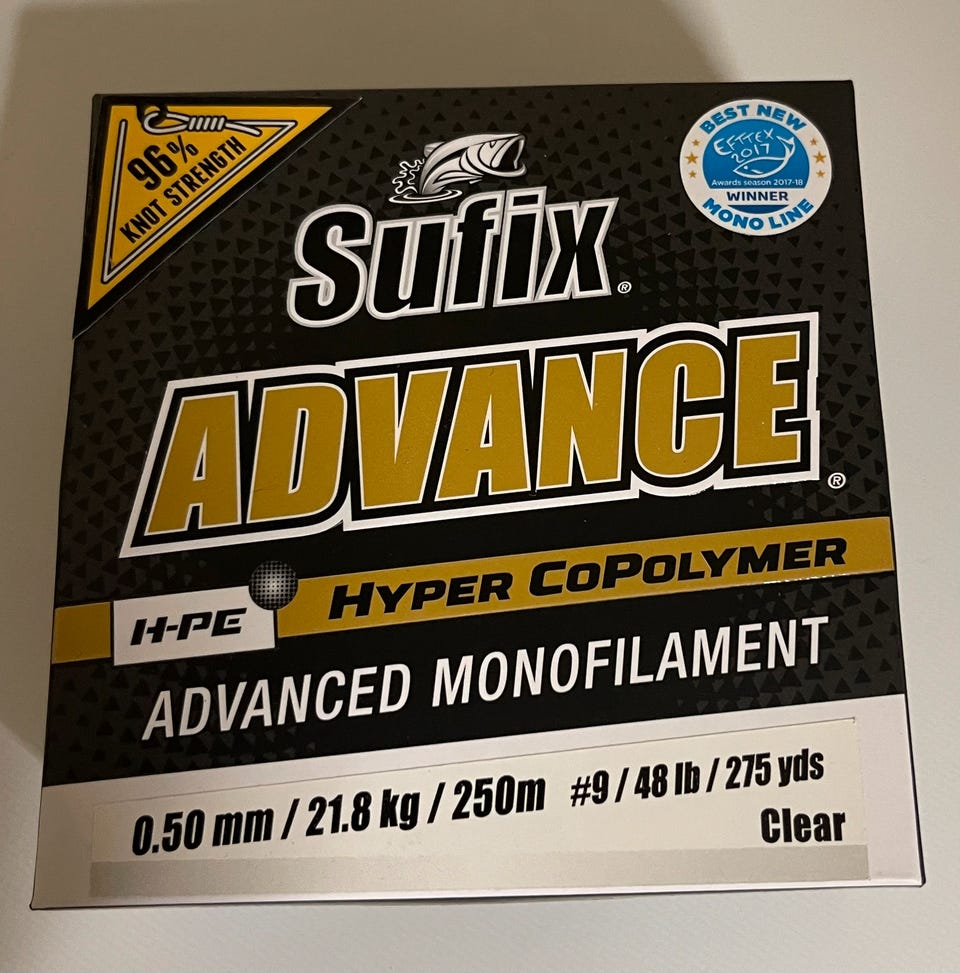 96%
KNOT STRENGTH
Sufix®
BEST NEW
EFTTEX
2017
Awards season 2017-18
WINNER
MONO LINE
ADVANCE®
H-PE
HYPER COPOLYMER
ADVANCED MONOFILAMENT
0.50 mm / 21.8 kg / 250m #9 / 48 lb / 275 yds
Clear